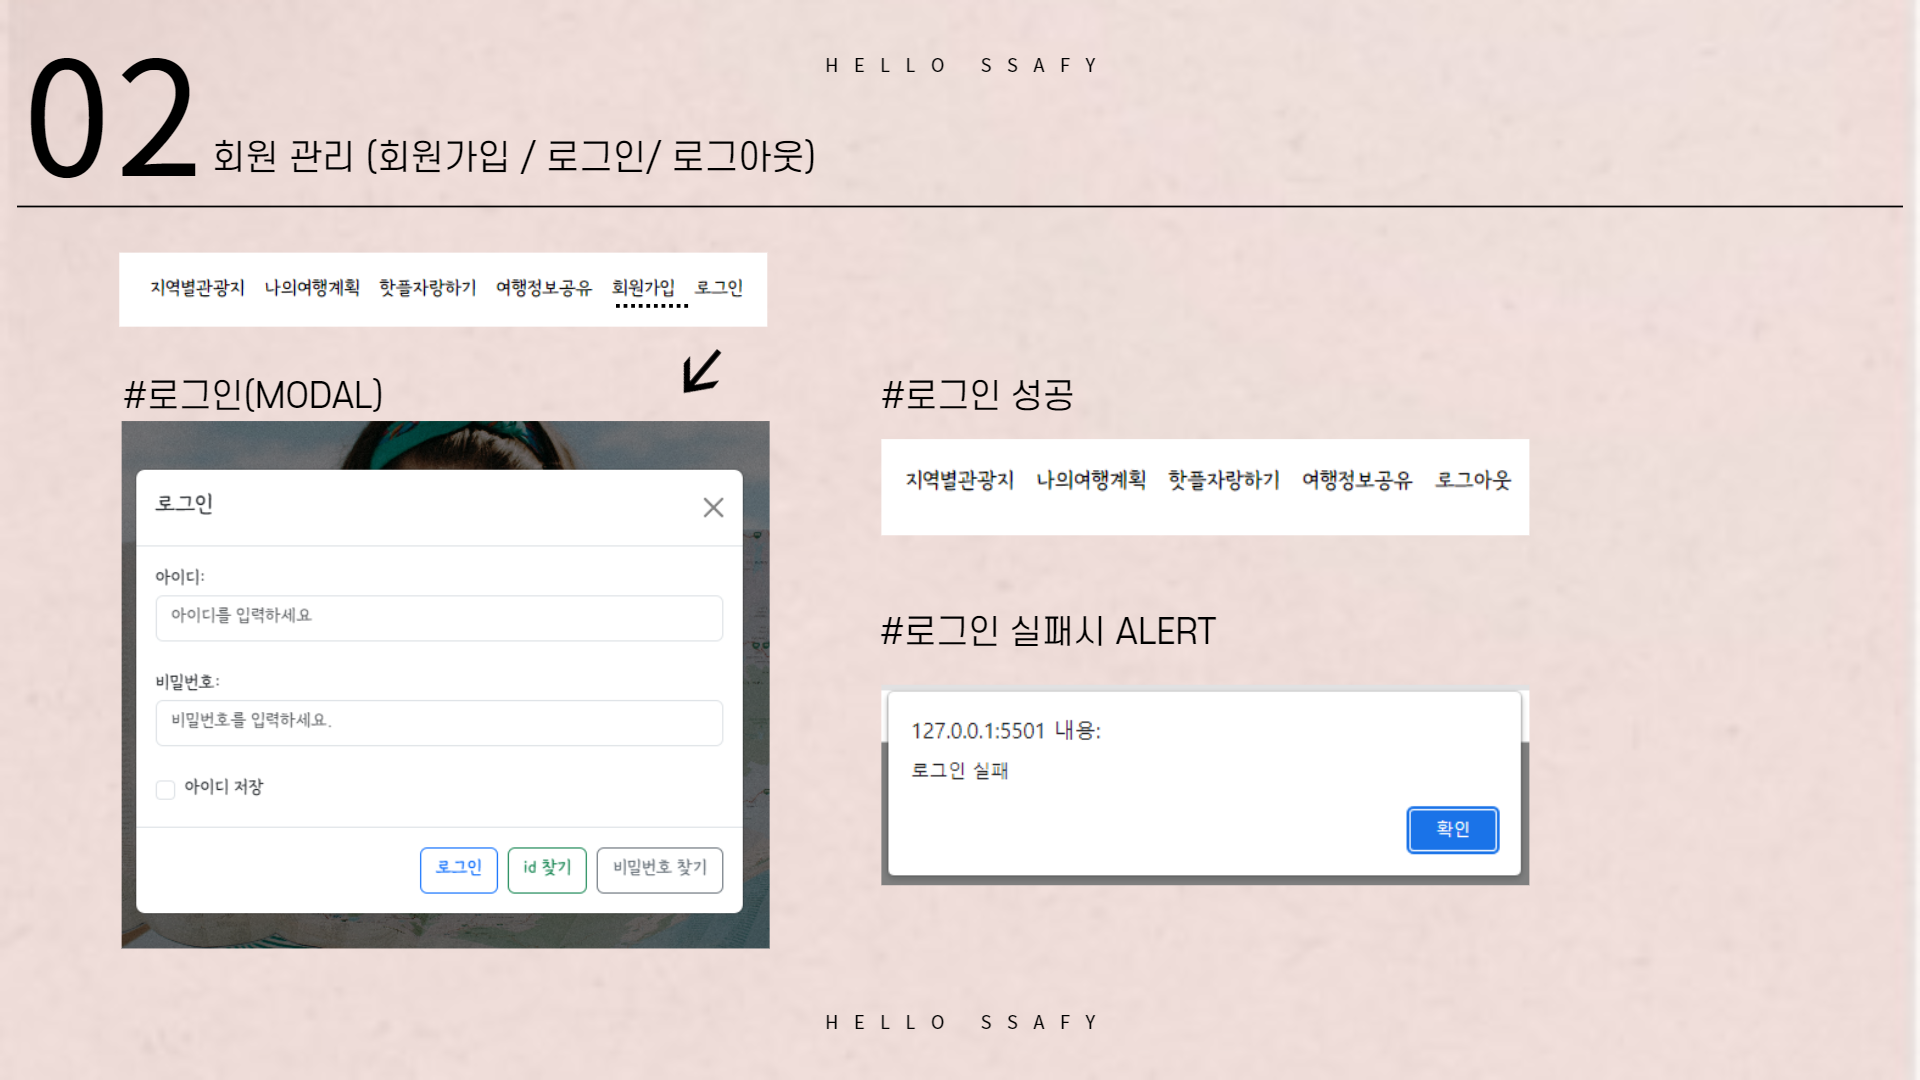 HELLO SSAFY
02 회원 관리 (회원가입 / 로그인/ 로그아웃)
지역별관광지 나의여행계획 핫플자랑하기 여행정보공유 회원가입 로그인
#로그인(MODAL)
로그인
아이디:
아이디를 입력하세요
비밀번호:
비밀번호를 입력하세요.
아이디 저장
로그인 id 찾기 비밀번호 찾기
#로그인 성공
지역별관광지 나의여행계획 핫플자랑하기 여행정보공유 로그아웃
#로그인 실패시 ALERT
127.0.0.1:5501 내용:
로그인 실패
확인
HELLO SSAFY